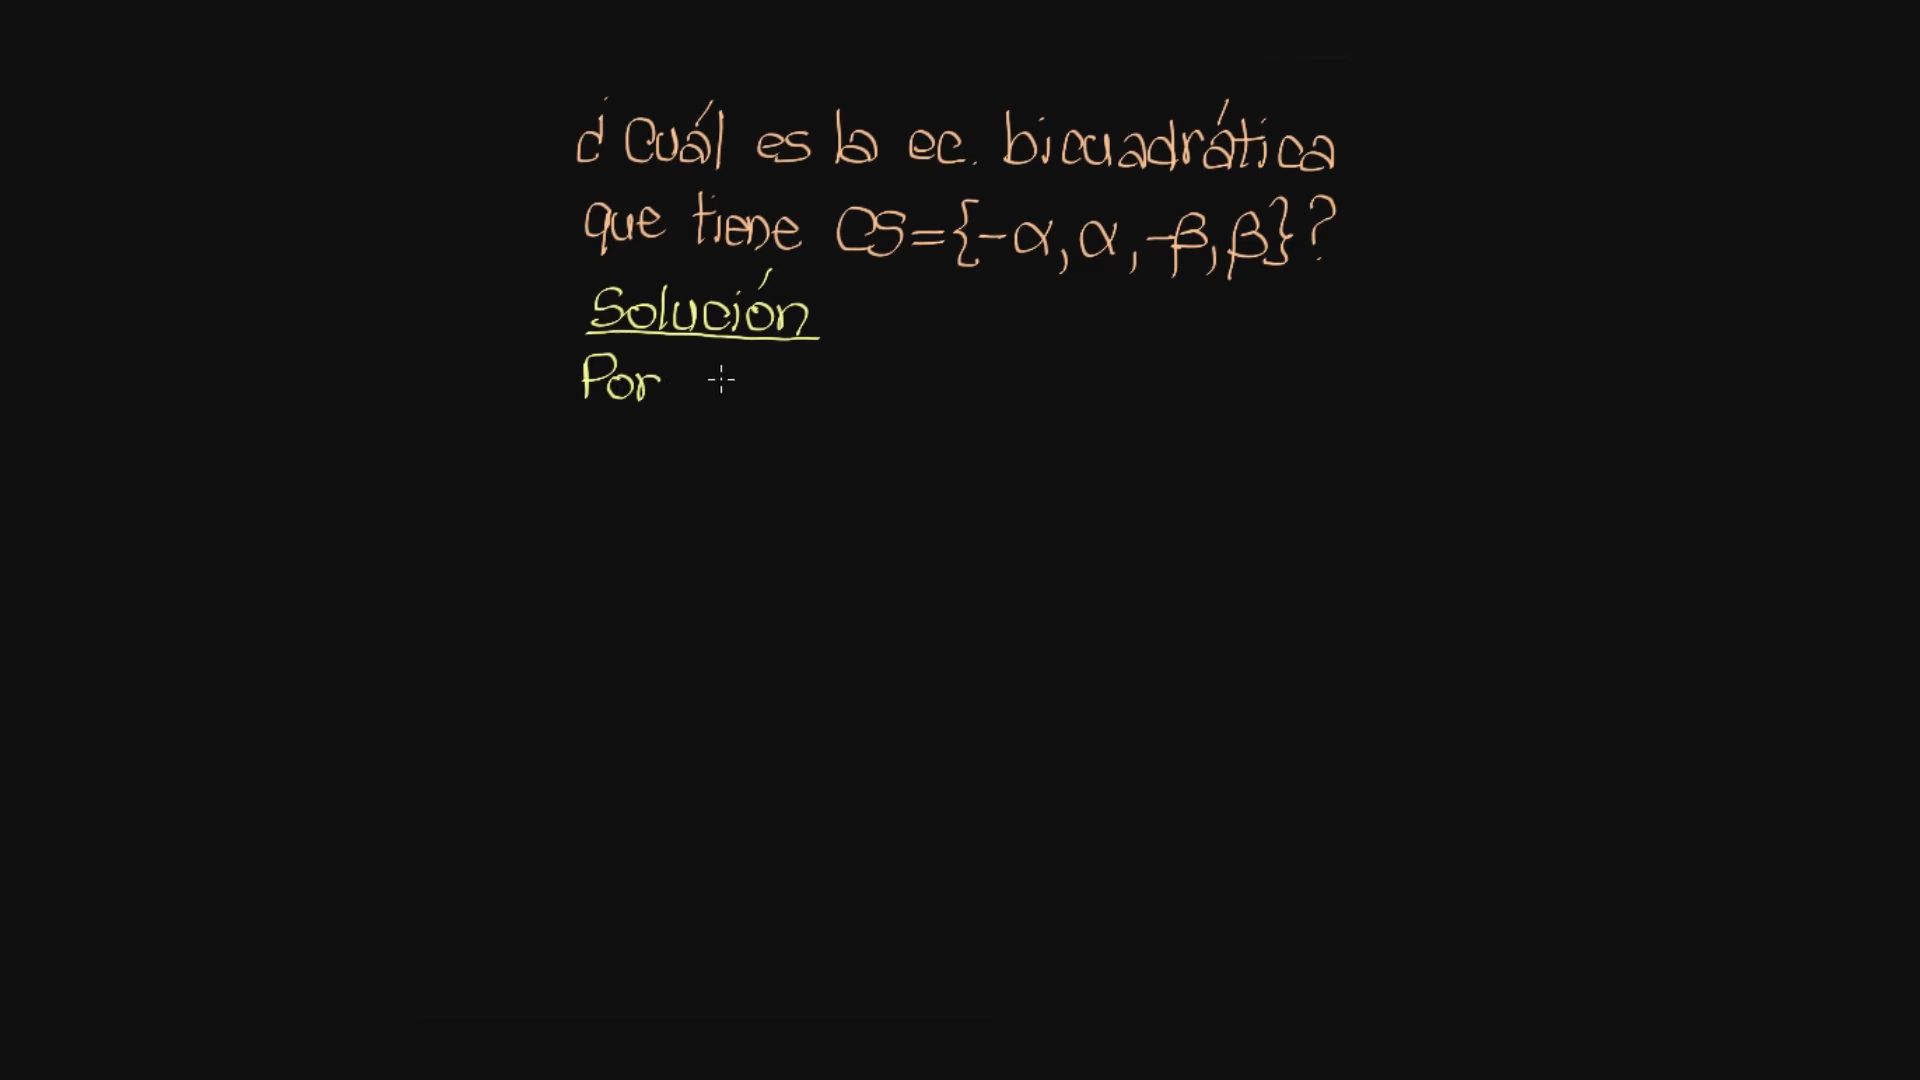 ¿Cuál es la ec. bicuadrática
que tiene CS={-α, α, -β, β}?
Solución
Por